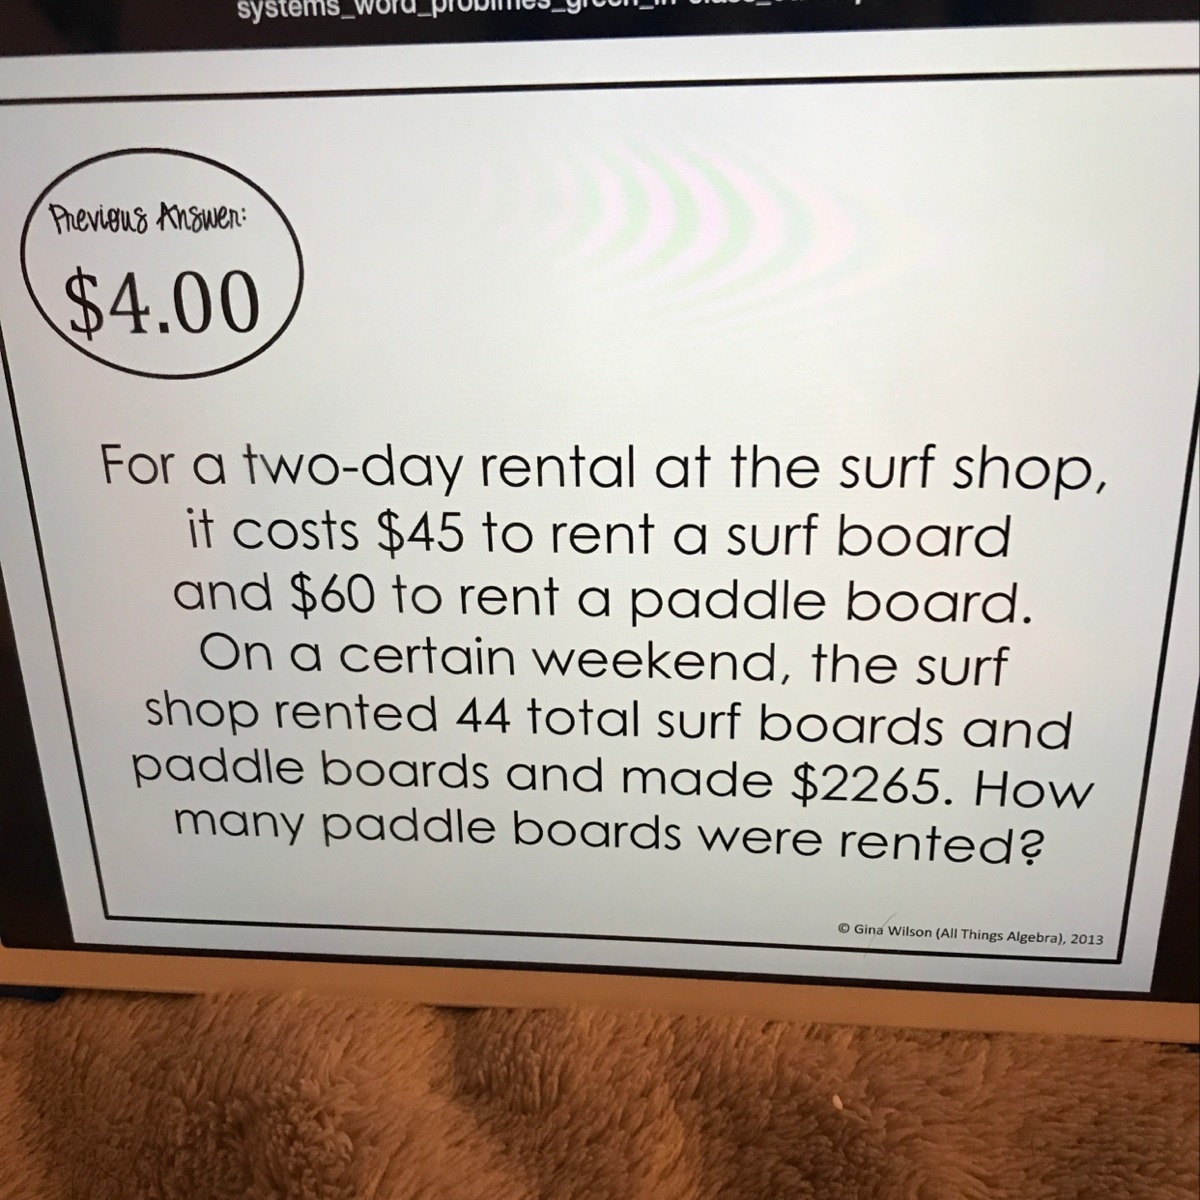 Previous Answer:
$4.00
For a two-day rental at the surf shop,
it costs $45 to rent a surf board
and $60 to rent a paddle board.
On a certain weekend, the surf
shop rented 44 total surf boards and
paddle boards and made $2265. How
many paddle boards were rented?
© Gina Wilson (All Things Algebra), 2013